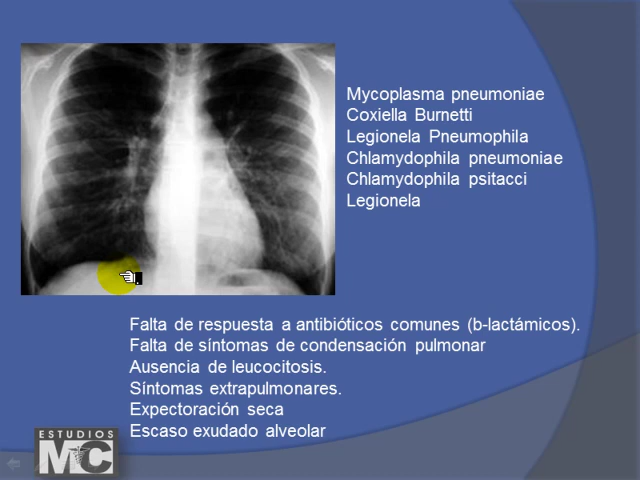 Mycoplasma pneumoniae
Coxiella Burnetti
Legionela Pneumophila
Chlamydophila pneumoniae
Chlamydophila psitacci
Legionela
Falta de respuesta a antibióticos comunes (b-lactámicos).
Falta de síntomas de condensación pulmonar
Ausencia de leucocitosis.
Síntomas extrapulmonares.
Expectoración seca
Escaso exudado alveolar
ESTUDIOS
MC